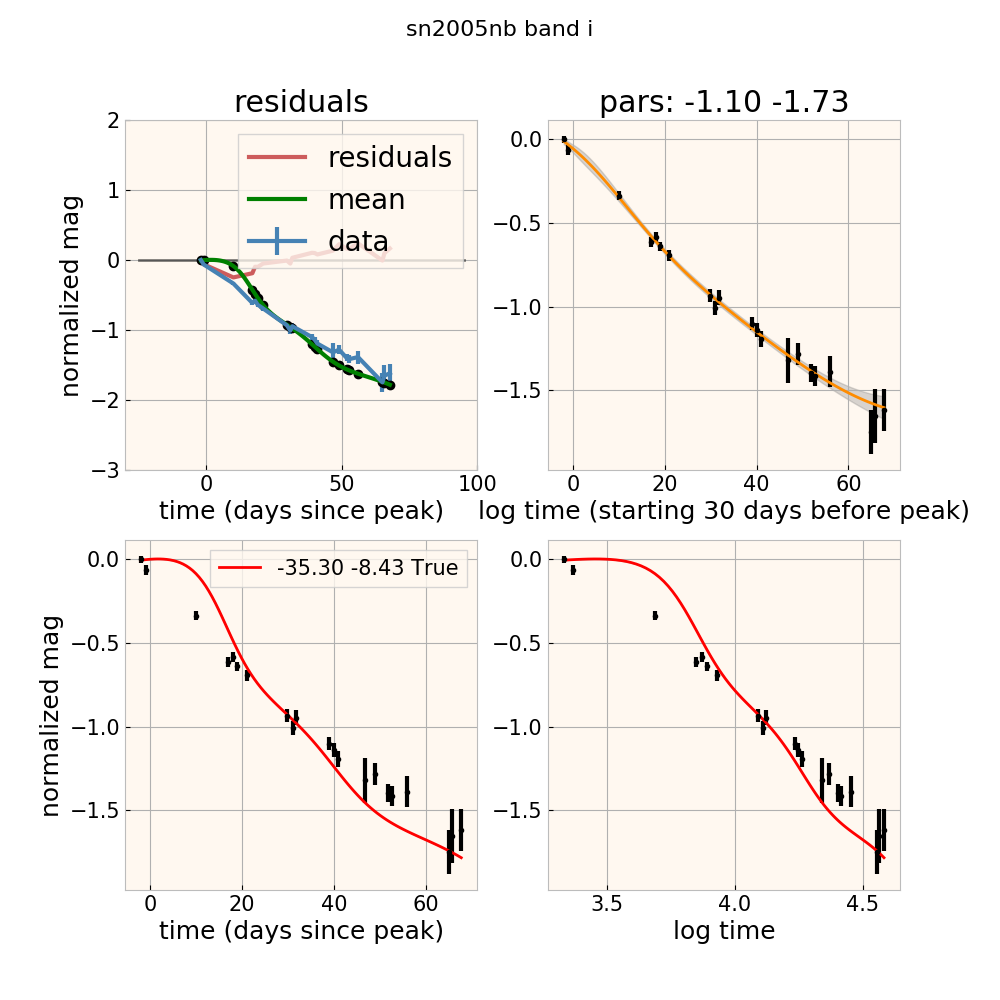 sn2005nb band i
residuals
pars: -1.10 -1.73
2
1
0
−1
−2
−3
normalized mag
residuals
mean
data
0
50
100
time (days since peak)
0.0
−0.5
−1.0
−1.5
0
20
40
60
log time (starting 30 days before peak)
0.0
−0.5
−1.0
−1.5
normalized mag
-35.30 -8.43 True
0
20
40
60
time (days since peak)
0.0
−0.5
−1.0
−1.5
3.5
4.0
4.5
log time